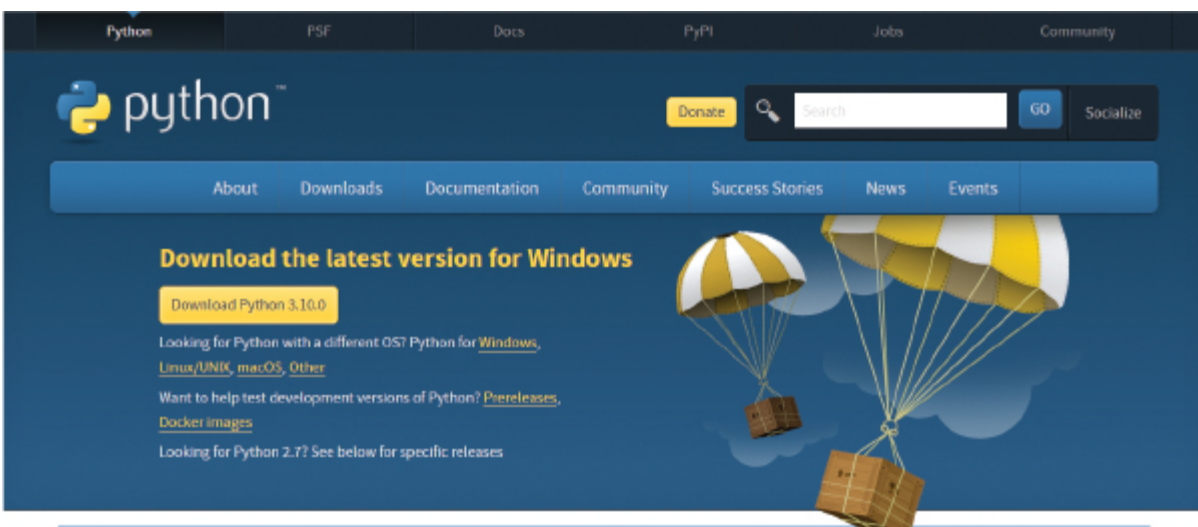 Python PSF Docs PyPI Jobs Community
python™
Donate Search GO Socialize
About Downloads Documentation Community Success Stories News Events
Download the latest version for Windows
Download Python 3.10.0
Looking for Python with a different OS? Python for Windows,
Linux/UNIX, macOS, Other
Want to help test development versions of Python? Prereleases,
Docker images
Looking for Python 2.7? See below for specific releases